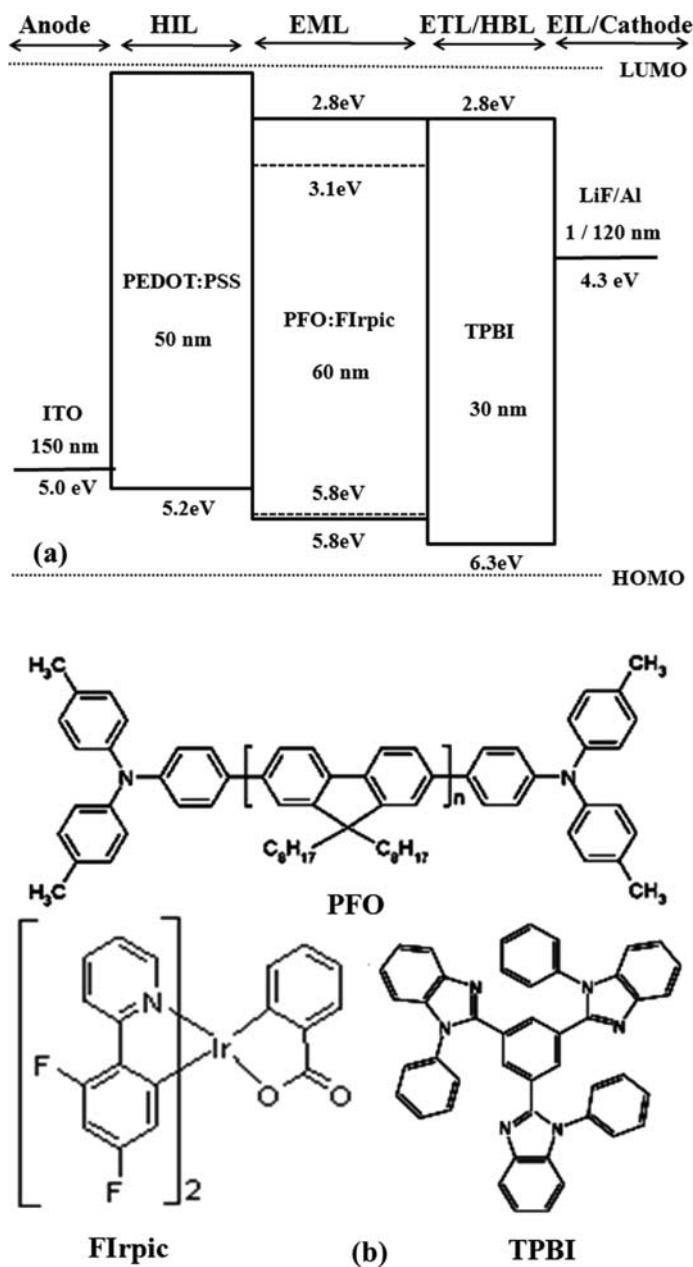 Anode HIL EML ETL/HBL EIL/Cathode
LUMO
2.8eV 2.8eV
3.1eV
LiF/Al
1 / 120 nm
4.3 eV
PEDOT:PSS
50 nm
PFO:FIrpic
60 nm
TPBI
30 nm
ITO
150 nm
5.0 eV
5.2eV
5.8eV
5.8eV
6.3eV
(a)
HOMO
H₃C CH₃
N N
n
C₈H₁₇ C₈H₁₇
H₃C CH₃
PFO
N
Ir
F
O O
F
2
FIrpic
N N N
N
N N
(b)
TPBI